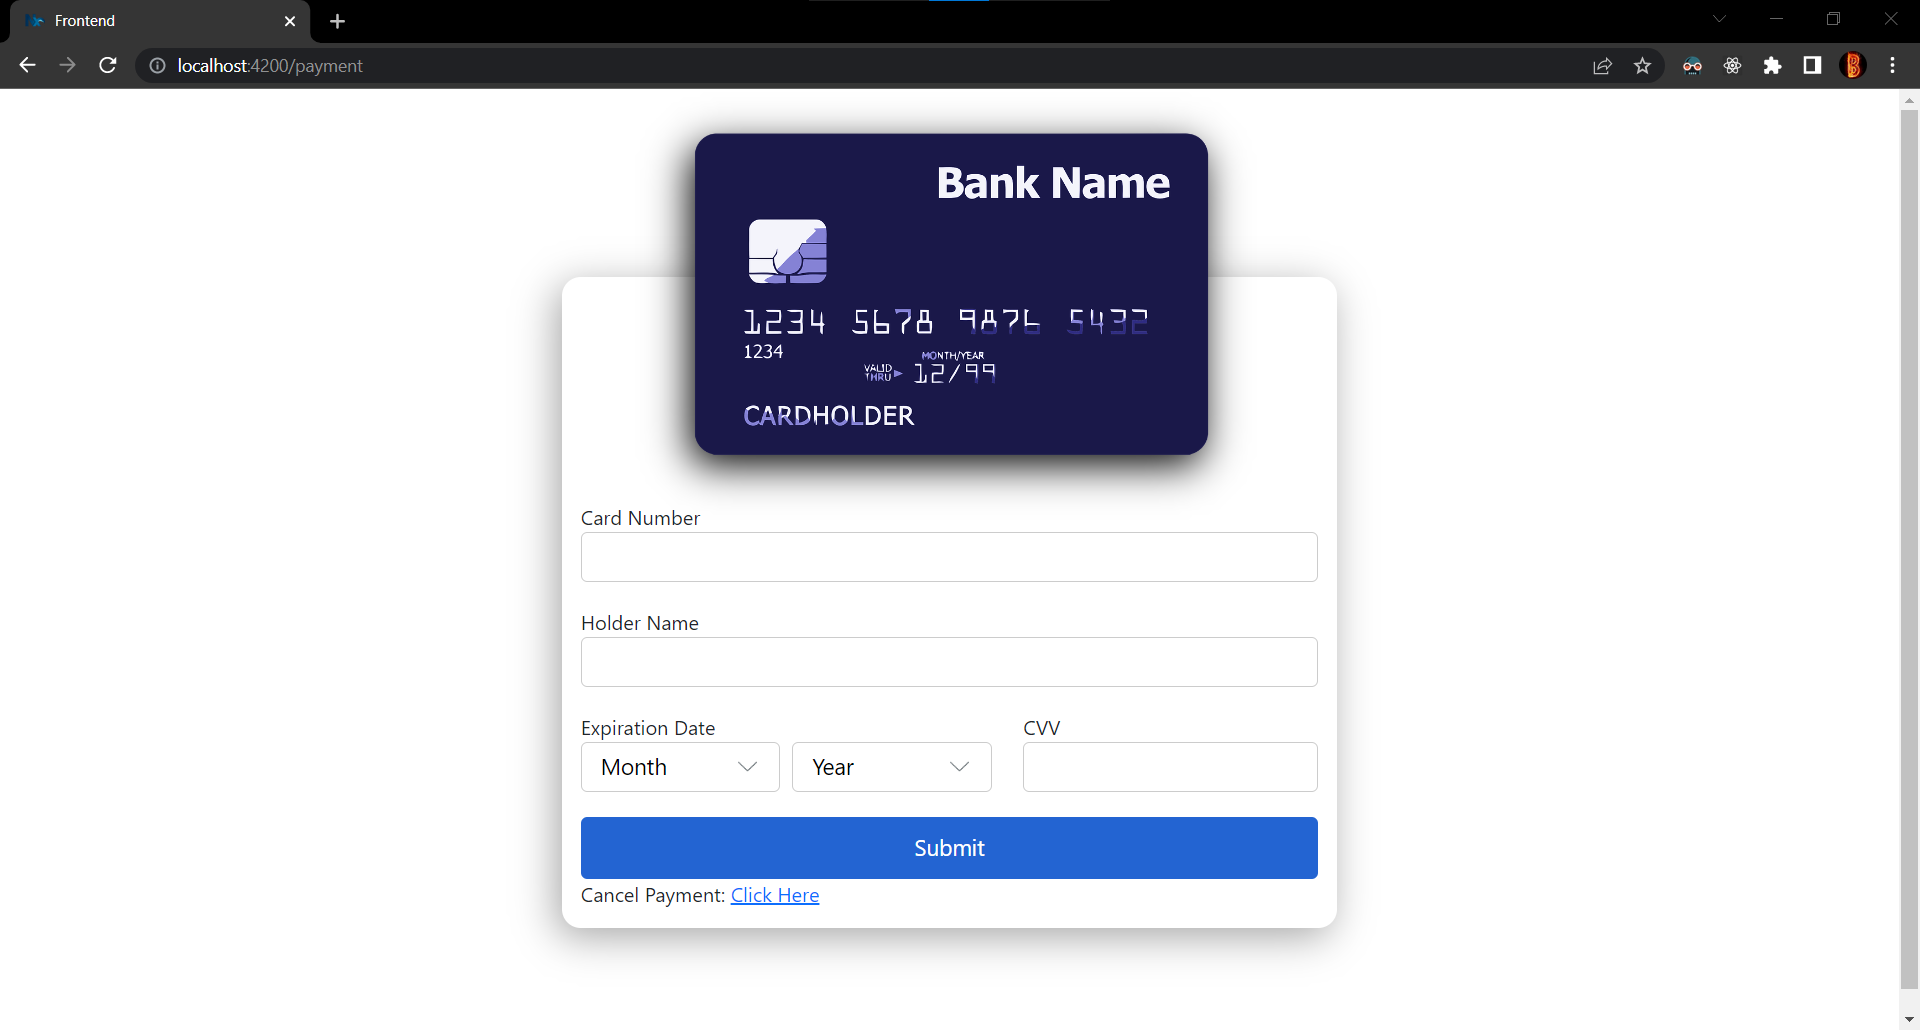 Frontend
localhost:4200/payment
Bank Name
1234 5678 9876 5432
1234
MONTH/YEAR
VALID THRU 12/99
CARDHOLDER
Card Number
Holder Name
Expiration Date CVV
Month Year
Submit
Cancel Payment: Click Here